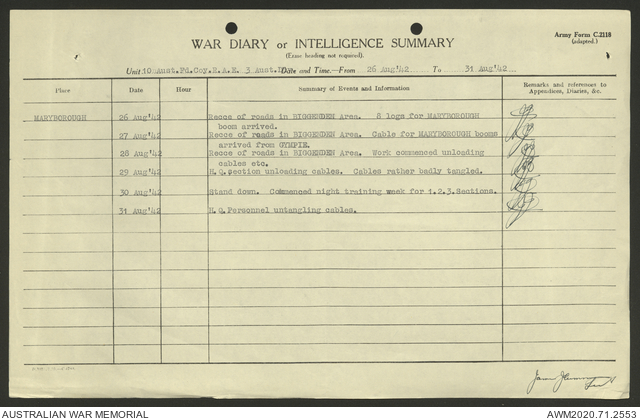 Army Form C.2118
(adapted.)
WAR DIARY or INTELLIGENCE SUMMARY
(Erase heading not required).
Unit 10 Aust.Fd.Coy.R.A.E. 3 Aust.Div Date and Time.—From 26 Aug'42 To 31 Aug'42
Place Date Hour Summary of Events and Information Remarks and references to
Appendices, Diaries, &c.
MARYBOROUGH 26 Aug'42 Recce of roads in BIGGENDEN Area. 8 logs for MARYBOROUGH
boom arrived.
27 Aug'42 Recce of roads in BIGGENDEN Area. Cable for MARYBOROUGH booms
arrived from GYMPIE.
28 Aug'42 Recce of roads in BIGGENDEN Area. Work commenced unloading
cables etc.
29 Aug'42 H.Q.section unloading cables. Cables rather badly tangled.
30 Aug'42 Stand down. Commenced night training week for 1.2.3.Sections.
31 Aug'42 H.Q.Personnel untangling cables.
AUSTRALIAN WAR MEMORIAL AWM2020.71.2553